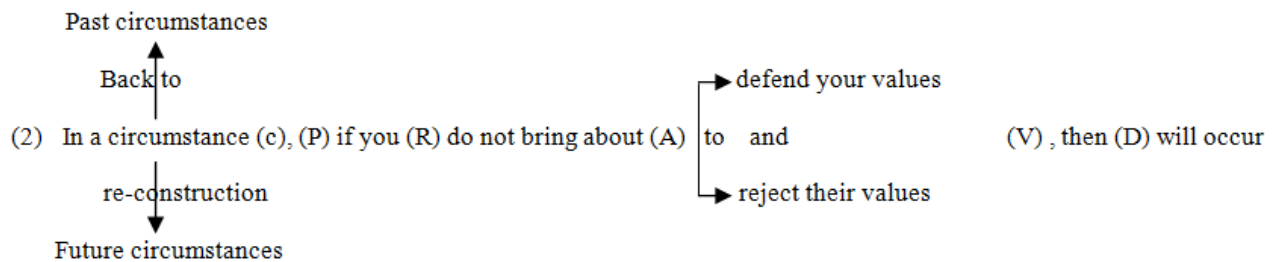 Past circumstances
Back to
defend your values
(2) In a circumstance (c), (P) if you (R) do not bring about (A) to and (V) , then (D) will occur
re-construction
reject their values
Future circumstances